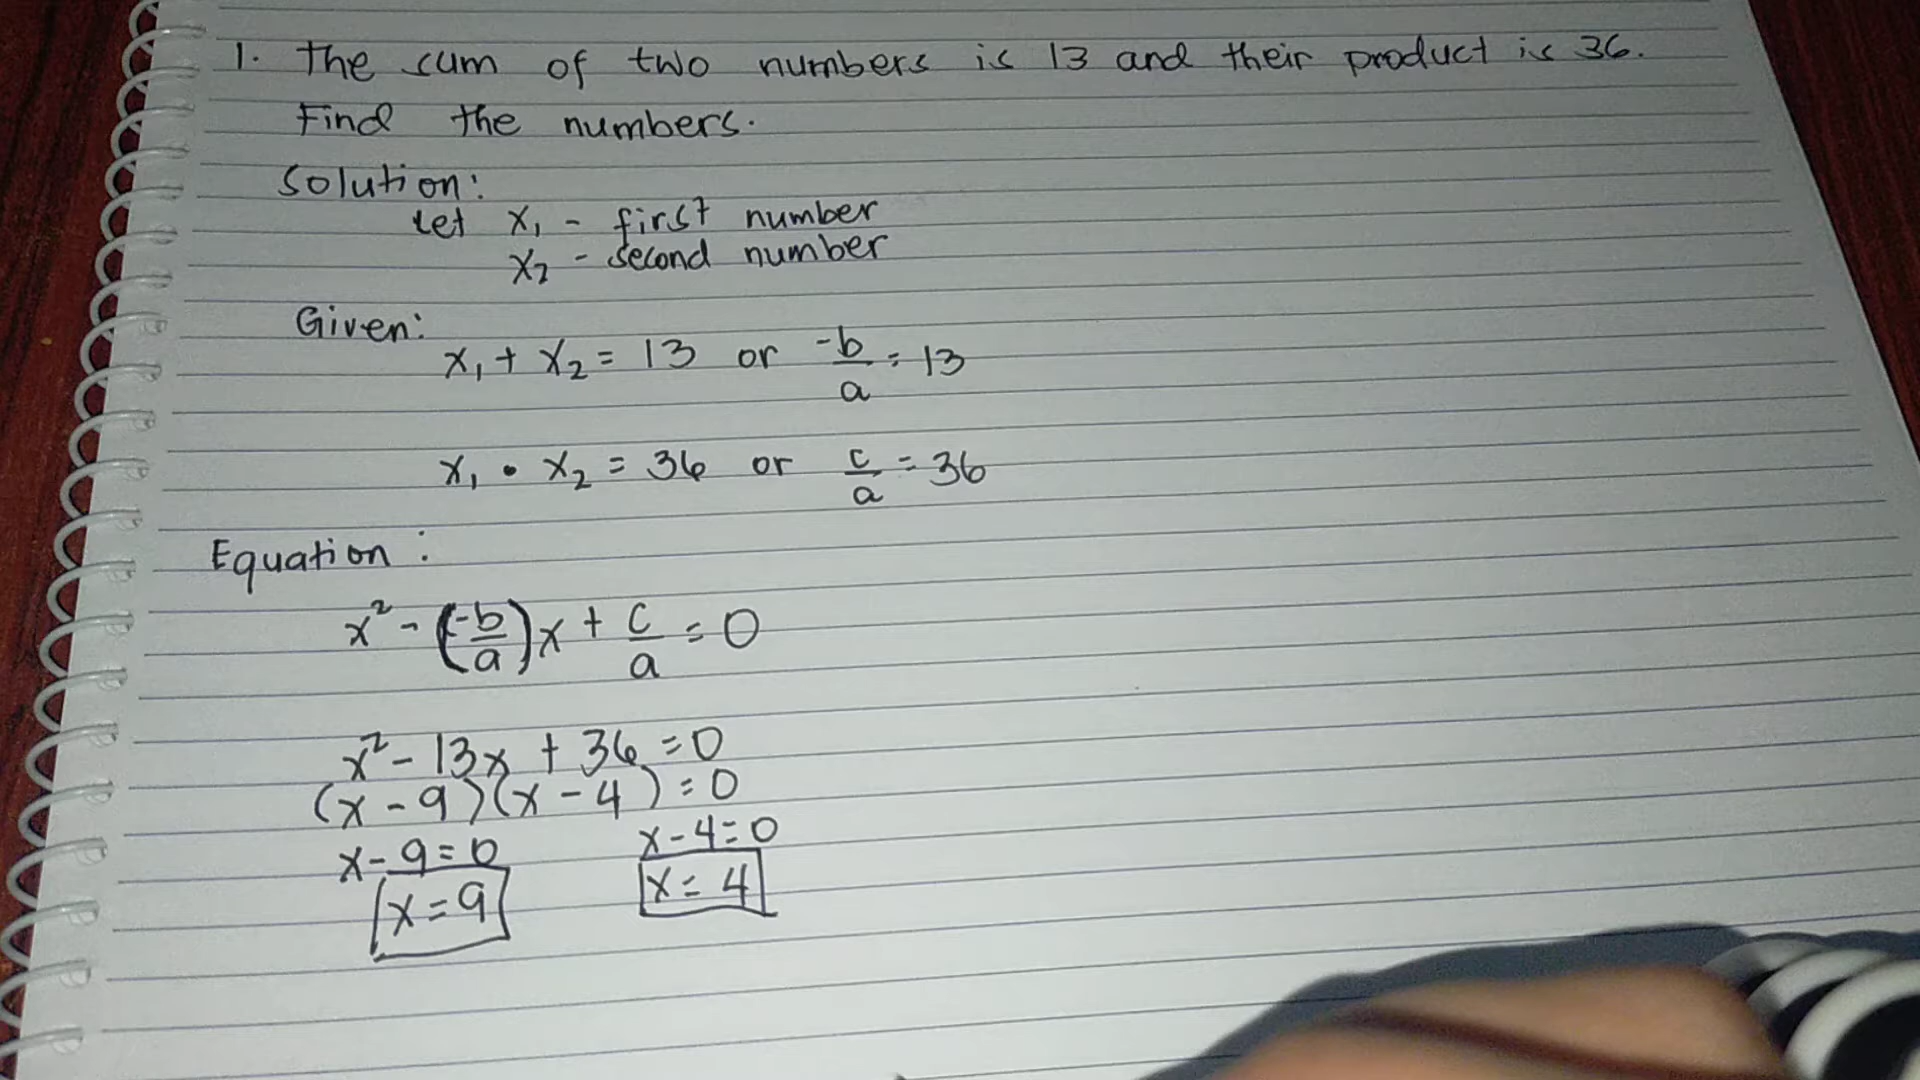 1. The sum of two numbers is 13 and their product is 36.
Find the numbers.
Solution:
Let x₁ - first number
x₂ - second number
Given:
x₁ + x₂ = 13 or -b/a = 13
x₁ • x₂ = 36 or c/a = 36
Equation :
x² - (-b/a)x + c/a = 0
x² - 13x + 36 = 0
(x - 9)(x - 4) = 0
x - 9 = 0 x - 4 = 0
x = 9 x = 4